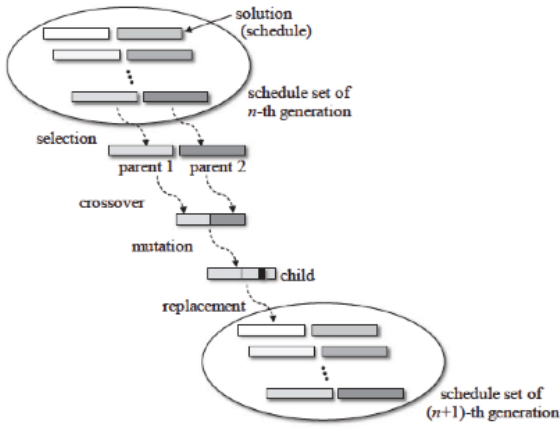 solution
(schedule)
schedule set of
n-th generation
selection
parent 1 parent 2
crossover
mutation
child
replacement
schedule set of
(n+1)-th generation